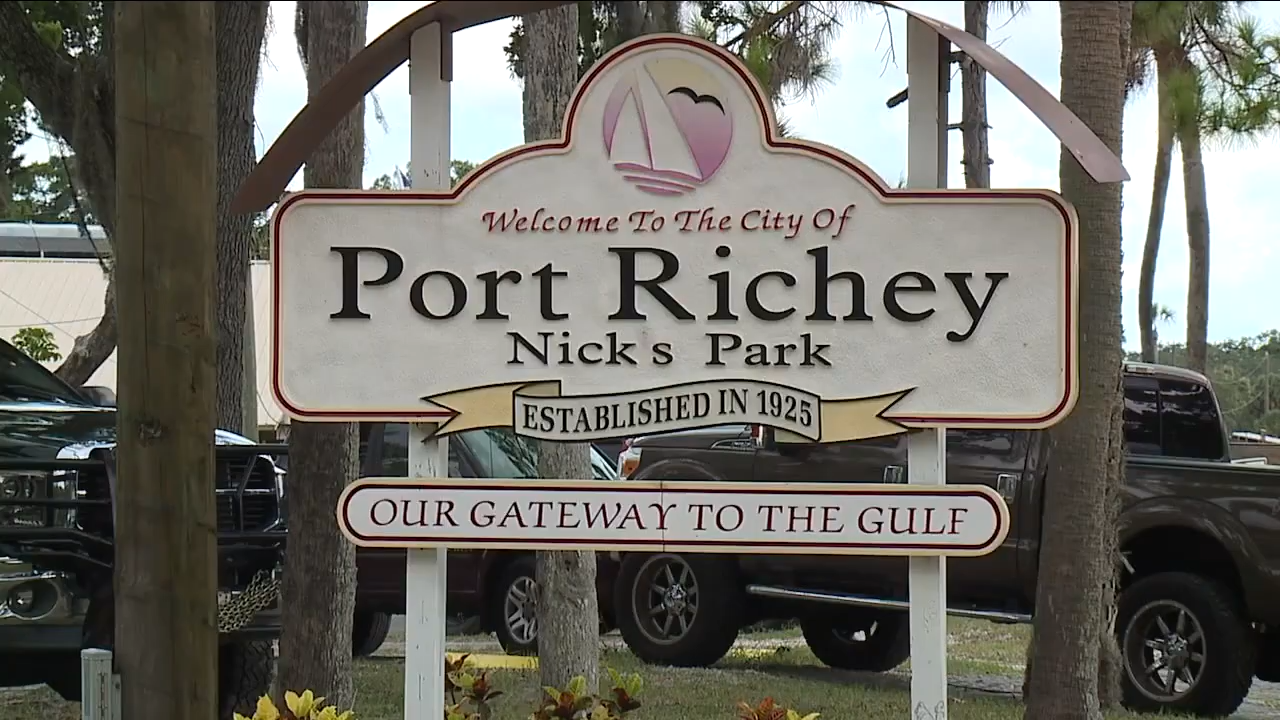 Welcome To The City Of
Port Richey
Nick's Park
ESTABLISHED IN 1925
OUR GATEWAY TO THE GULF